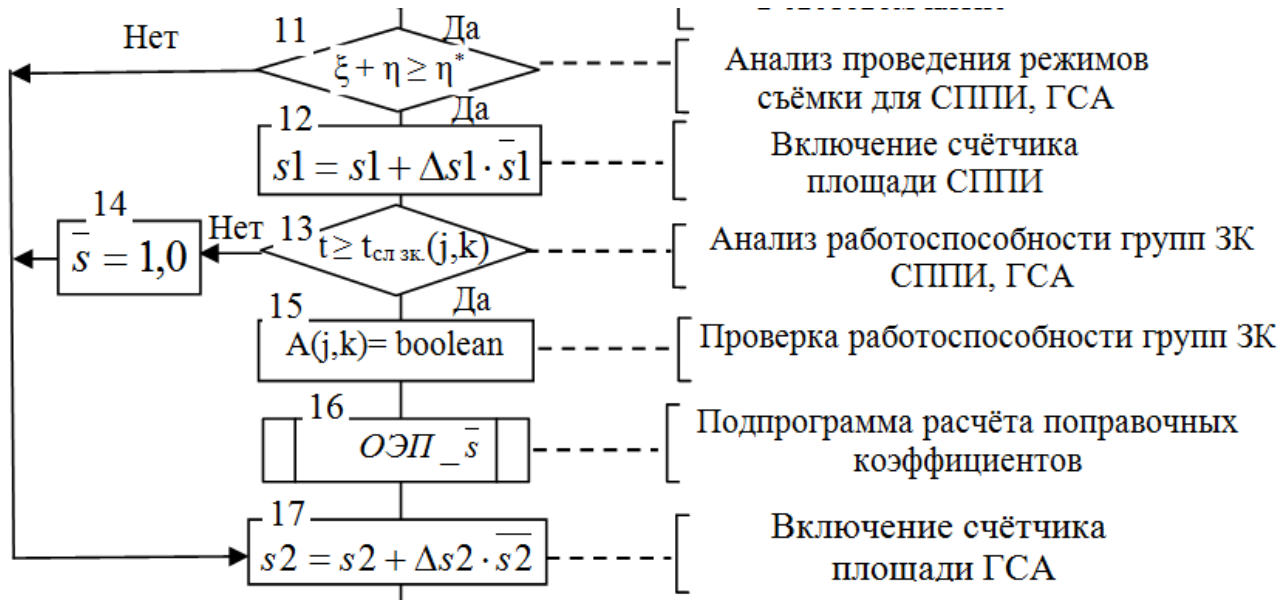 Да
Нет
11
ξ + η ≥ η*
Анализ проведения режимов
съёмки для СППИ, ГСА
Да
12
s1 = s1 + Δs1 · s̅1
Включение счётчика
площади СППИ
14
s̅ = 1,0
Нет
13
t ≥ tсл зк.(j,k)
Анализ работоспособности групп ЗК
СППИ, ГСА
Да
15
A(j,k)= boolean
Проверка работоспособности групп ЗК
16
ОЭП _ s̅
Подпрограмма расчёта поправочных
коэффициентов
17
s2 = s2 + Δs2 · s̅2̅
Включение счётчика
площади ГСА